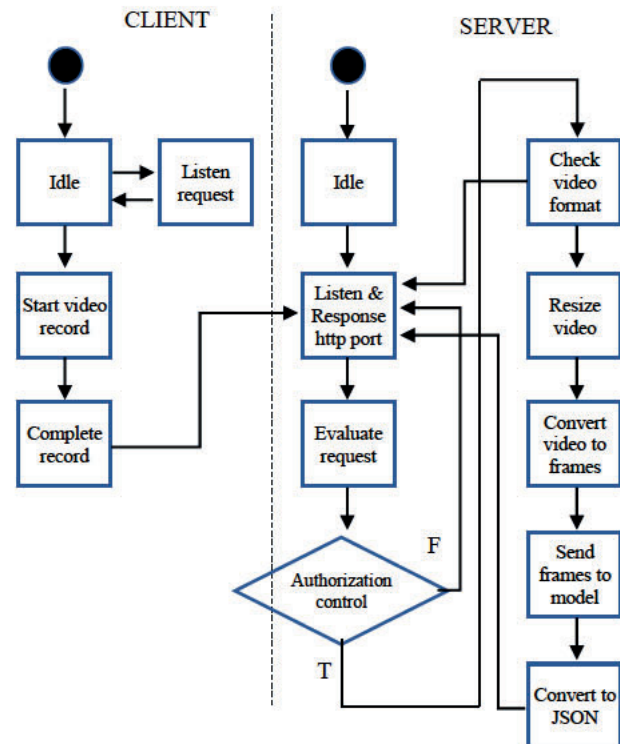 CLIENT
SERVER
Idle
Listen
request
Start video
record
Complete
record
Idle
Listen &
Response
http port
Evaluate
request
Authorization
control
F
T
Check
video
format
Resize
video
Convert
video to
frames
Send
frames to
model
Convert to
JSON